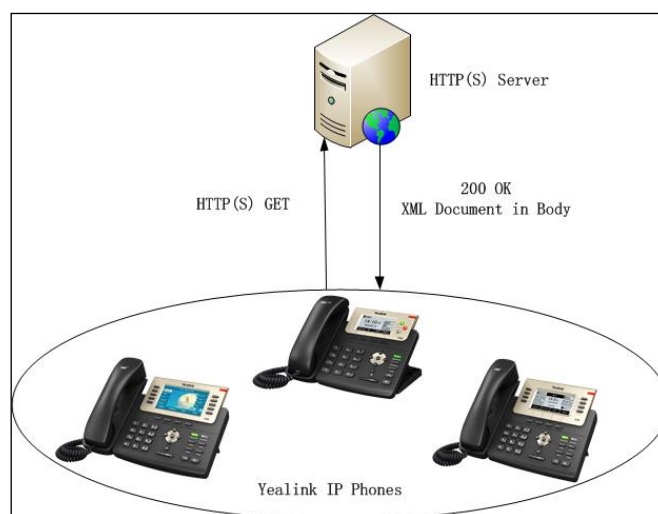 HTTP(S) Server
HTTP(S) GET
200 OK
XML Document in Body
Yealink IP Phones